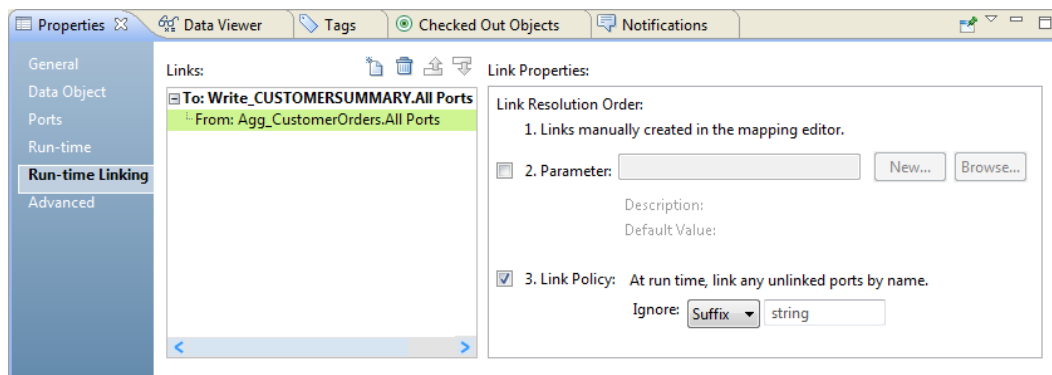 Properties Data Viewer Tags Checked Out Objects Notifications
General
Data Object
Ports
Run-time
Run-time Linking
Advanced
Links:
To: Write_CUSTOMERSUMMARY.All Ports
From: Agg_CustomerOrders.All Ports
Link Properties:
Link Resolution Order:
1. Links manually created in the mapping editor.
2. Parameter: New... Browse...
Description:
Default Value:
3. Link Policy: At run time, link any unlinked ports by name.
Ignore: Suffix string